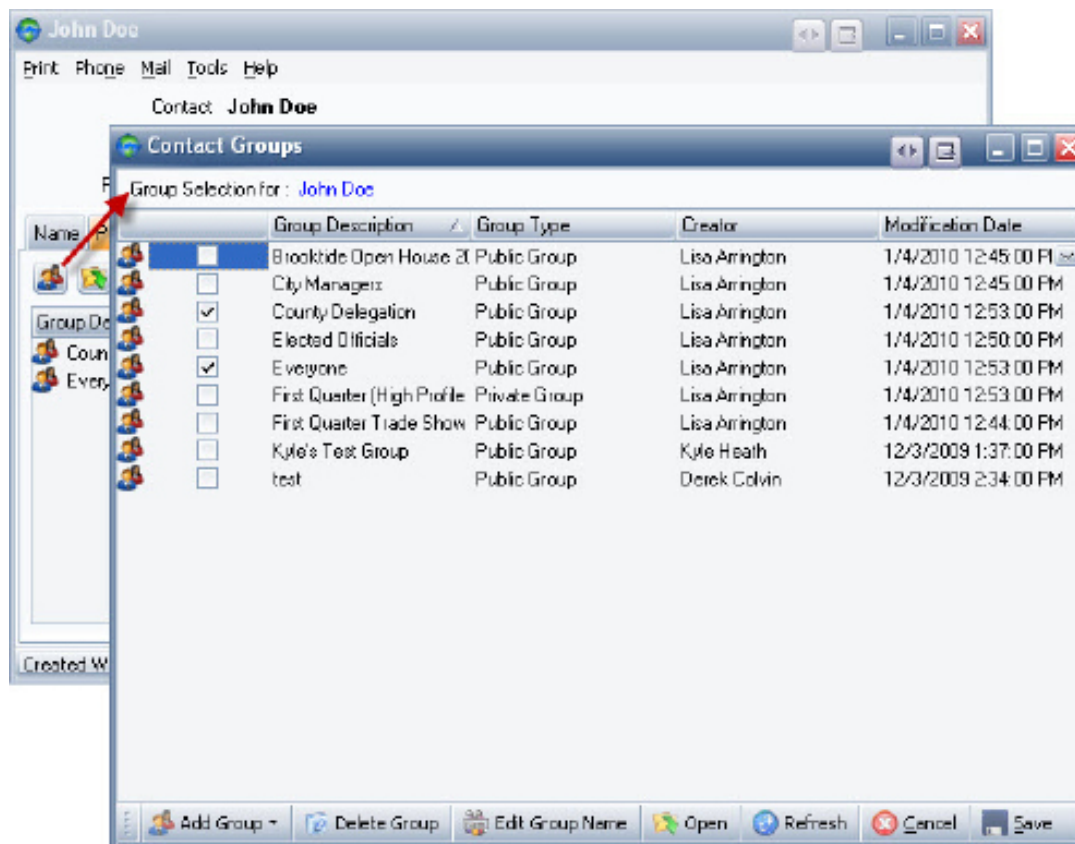 John Doe
Print Phone Mail Tools Help
Contact John Doe
Contact Groups
Group Selection for : John Doe
Name
Group Description Group Type Creator Modification Date
Brooktide Open House 20 Public Group Lisa Arrington 1/4/2010 12:45:00 PM
City Managers Public Group Lisa Arrington 1/4/2010 12:45:00 PM
Group De
County Delegation Public Group Lisa Arrington 1/4/2010 12:53:00 PM
Coun
Elected Officials Public Group Lisa Arrington 1/4/2010 12:50:00 PM
Every
Everyone Public Group Lisa Arrington 1/4/2010 12:53:00 PM
First Quarter (High Profile Private Group Lisa Arrington 1/4/2010 12:53:00 PM
First Quarter Trade Show Public Group Lisa Arrington 1/4/2010 12:44:00 PM
Kyle's Test Group Public Group Kyle Heath 12/3/2009 1:37:00 PM
test Public Group Derek Colvin 12/3/2009 2:34:00 PM
Created W
Add Group Delete Group Edit Group Name Open Refresh Cancel Save